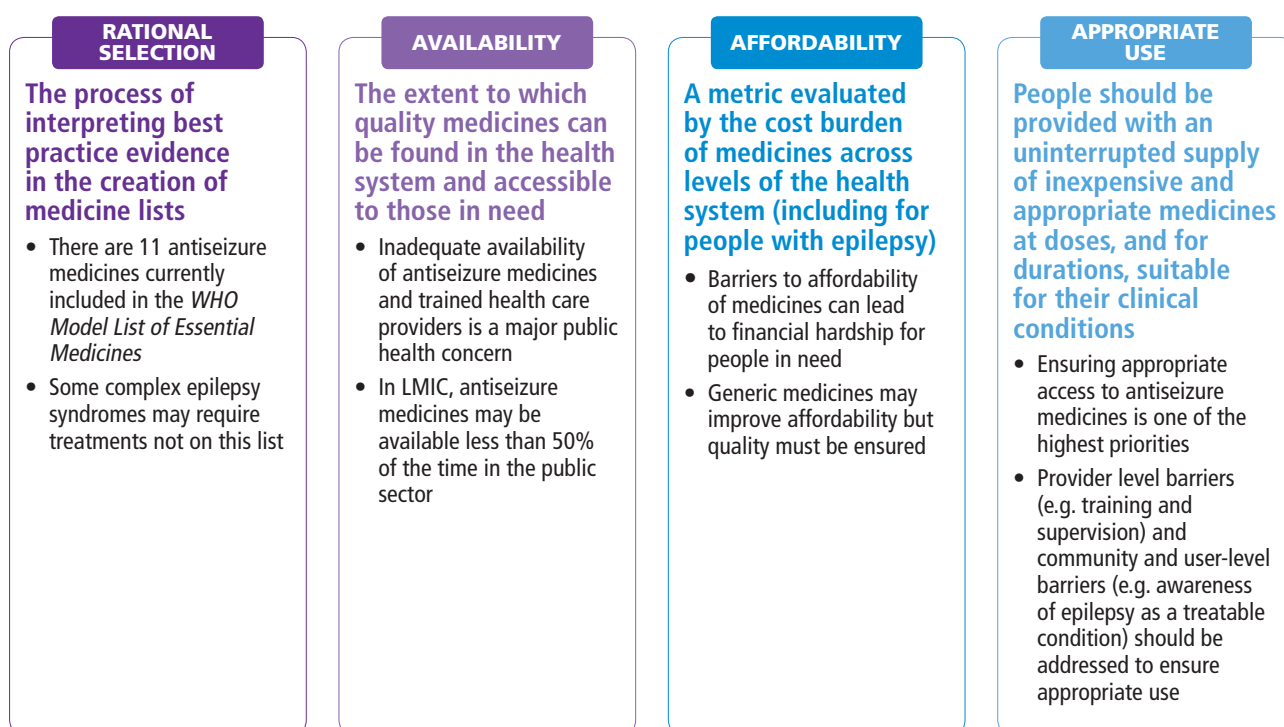 RATIONAL
SELECTION
The process of
interpreting best
practice evidence
in the creation of
medicine lists
• There are 11 antiseizure
medicines currently
included in the WHO
Model List of Essential
Medicines
• Some complex epilepsy
syndromes may require
treatments not on this list
AVAILABILITY
The extent to which
quality medicines can
be found in the health
system and accessible
to those in need
• Inadequate availability
of antiseizure medicines
and trained health care
providers is a major public
health concern
• In LMIC, antiseizure
medicines may be
available less than 50%
of the time in the public
sector
AFFORDABILITY
A metric evaluated
by the cost burden
of medicines across
levels of the health
system (including for
people with epilepsy)
• Barriers to affordability
of medicines can lead
to financial hardship for
people in need
• Generic medicines may
improve affordability but
quality must be ensured
APPROPRIATE
USE
People should be
provided with an
uninterrupted supply
of inexpensive and
appropriate medicines
at doses, and for
durations, suitable
for their clinical
conditions
• Ensuring appropriate
access to antiseizure
medicines is one of the
highest priorities
• Provider level barriers
(e.g. training and
supervision) and
community and user-level
barriers (e.g. awareness
of epilepsy as a treatable
condition) should be
addressed to ensure
appropriate use